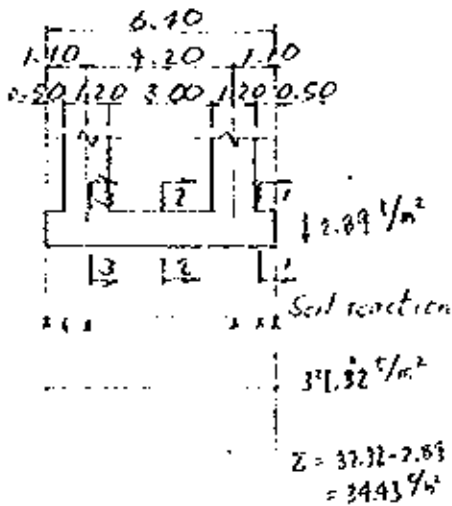 6.40
1.10 4.20 1.10
0.50 1.20 3.00 1.20 0.50
3 2 1
2.89 t/m²
3 2 1
Soil reaction
37.32 t/m²
Σ = 37.32 - 2.89
= 34.43 t/m²